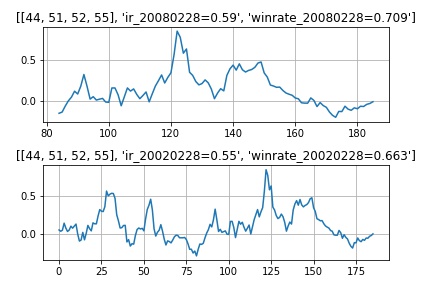 [[44, 51, 52, 55], 'ir_20080228=0.59', 'winrate_20080228=0.709']
0.5
0.0
80 100 120 140 160 180
[[44, 51, 52, 55], 'ir_20020228=0.55', 'winrate_20020228=0.663']
0.5
0.0
0 25 50 75 100 125 150 175